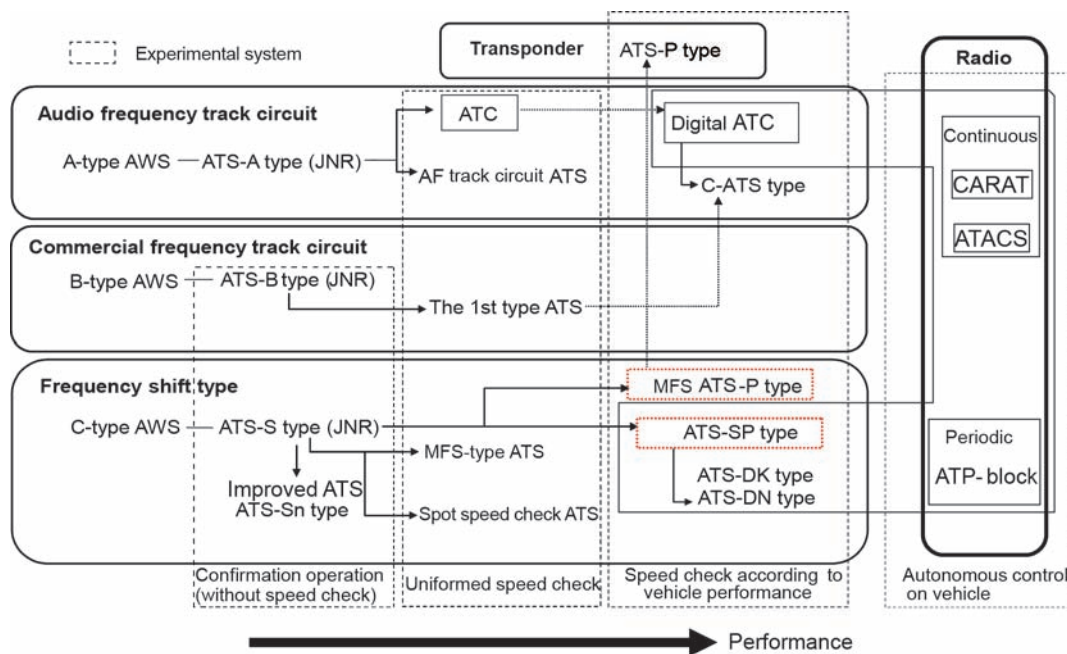 Experimental system
Transponder
ATS-P type
Radio
Audio frequency track circuit
ATC
Digital ATC
Continuous
A-type AWS
ATS-A type (JNR)
AF track circuit ATS
C-ATS type
CARAT
ATACS
Commercial frequency track circuit
B-type AWS
ATS-B type (JNR)
The 1st type ATS
Frequency shift type
MFS ATS-P type
C-type AWS
ATS-S type (JNR)
ATS-SP type
MFS-type ATS
Periodic
ATP-block
Improved ATS
ATS-Sn type
ATS-DK type
ATS-DN type
Spot speed check ATS
Confirmation operation
(without speed check)
Uniformed speed check
Speed check according to
vehicle performance
Autonomous control
on vehicle
Performance